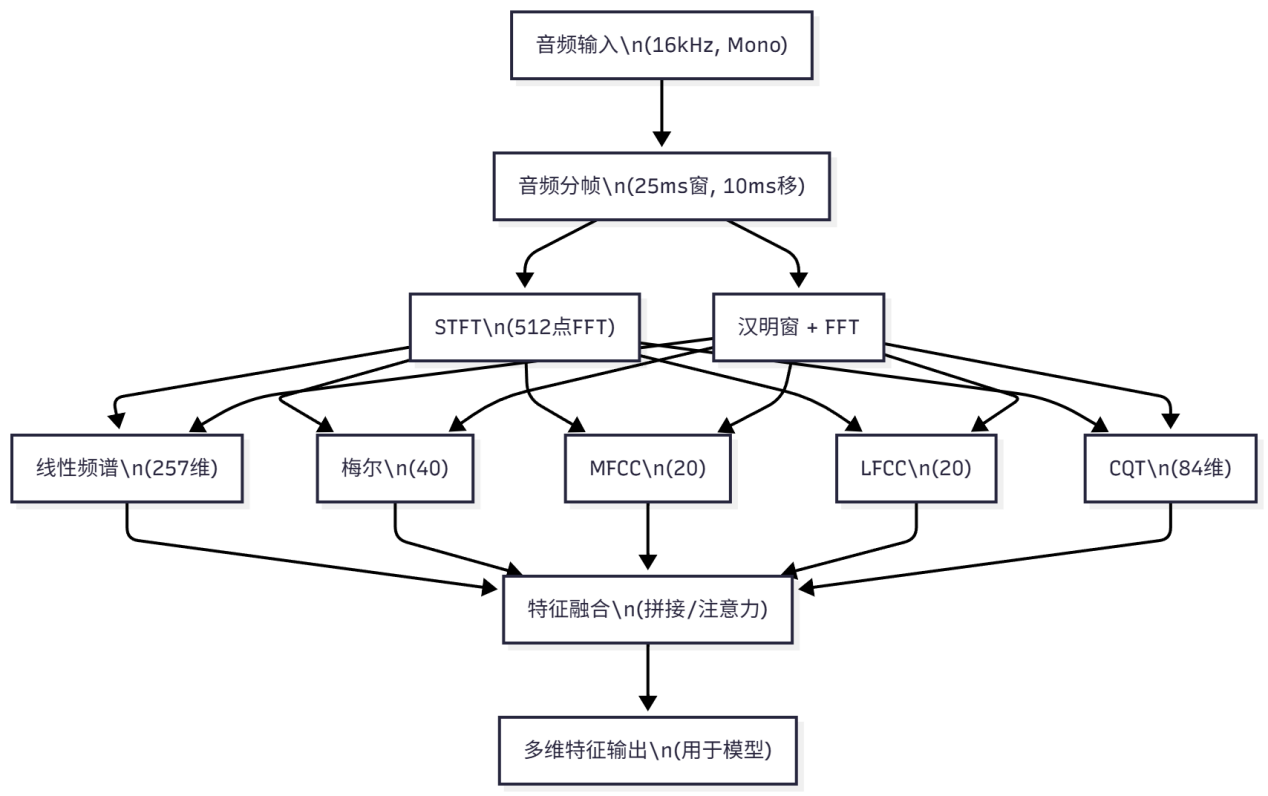 音频输入\n(16kHz, Mono)
音频分帧\n(25ms窗, 10ms移)
STFT\n(512点FFT)
汉明窗 + FFT
线性频谱\n(257维)
梅尔\n(40)
MFCC\n(20)
LFCC\n(20)
CQT\n(84维)
特征融合\n(拼接/注意力)
多维特征输出\n(用于模型)